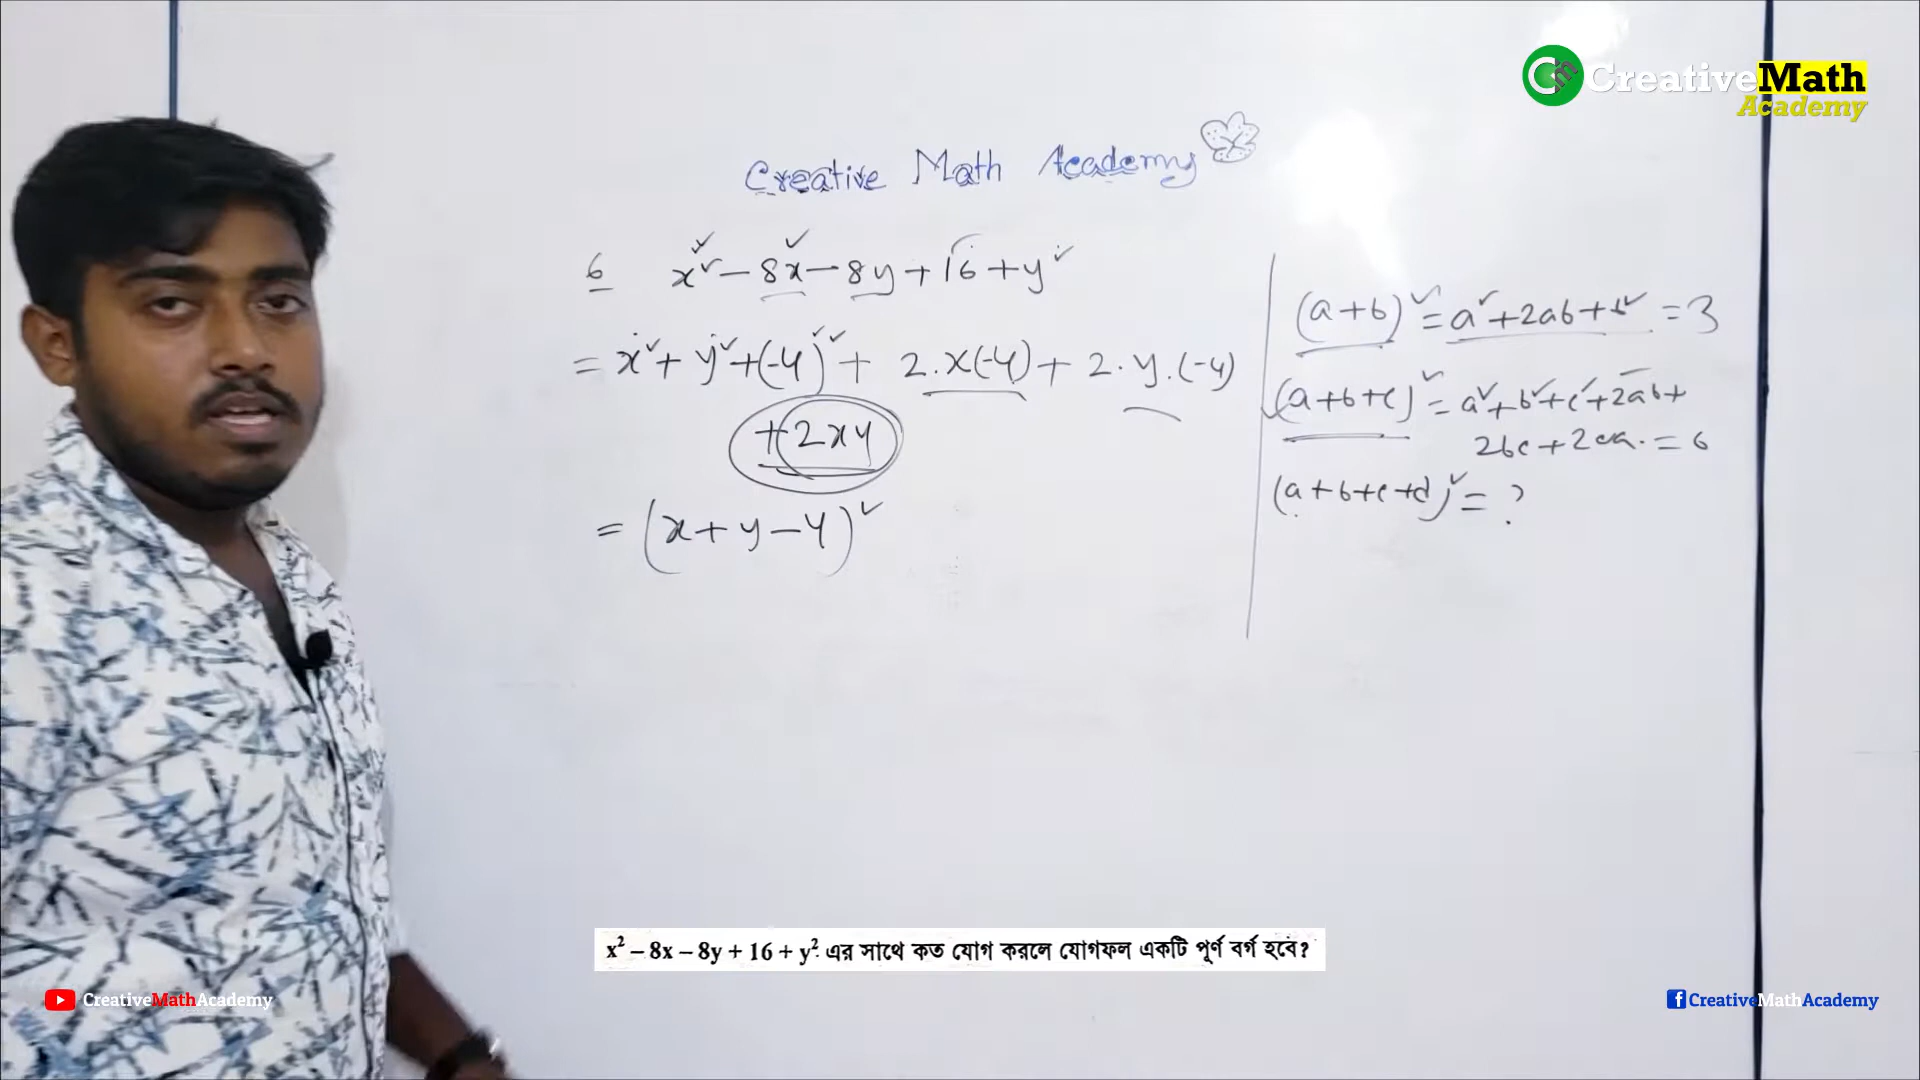 CreativeMath
Academy
Creative Math Academy
6 x² - 8x - 8y + 16 + y²
= x² + y² + (-4)² + 2.x(-4) + 2.y.(-4)
+2xy
= (x + y - 4)²
(a+b)² = a² + 2ab + b² = 3
(a+b+c)² = a² + b² + c² + 2ab +
2bc + 2ca. = 6
(a+b+c+d)² = ?
x² – 8x – 8y + 16 + y² এর সাথে কত যোগ করলে যোগফল একটি পূর্ণ বর্গ হবে?
CreativeMathAcademy
CreativeMathAcademy